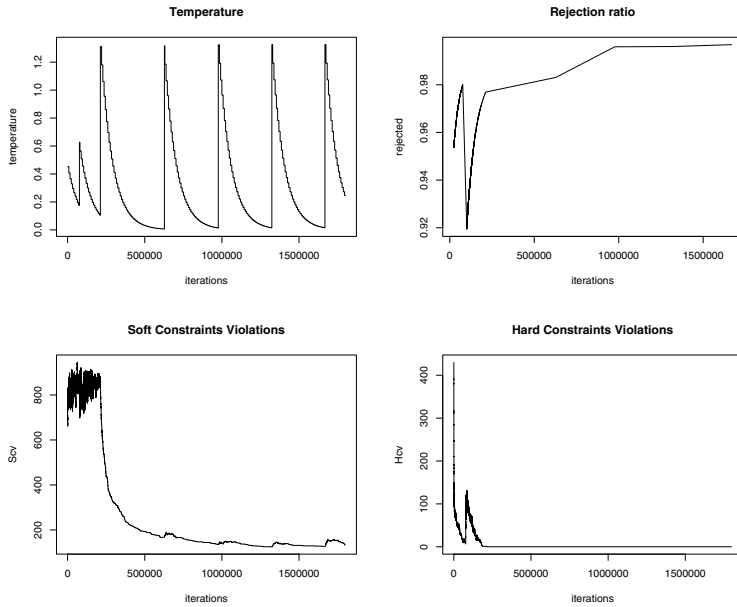 Temperature
temperature
0.0 0.2 0.4 0.6 0.8 1.0 1.2
0 500000 1000000 1500000
iterations
Rejection ratio
rejected
0.92 0.94 0.96 0.98
0 500000 1000000 1500000
iterations
Soft Constraints Violations
Scv
200 400 600 800
0 500000 1000000 1500000
iterations
Hard Constraints Violations
Hcv
0 100 200 300 400
0 500000 1000000 1500000
iterations